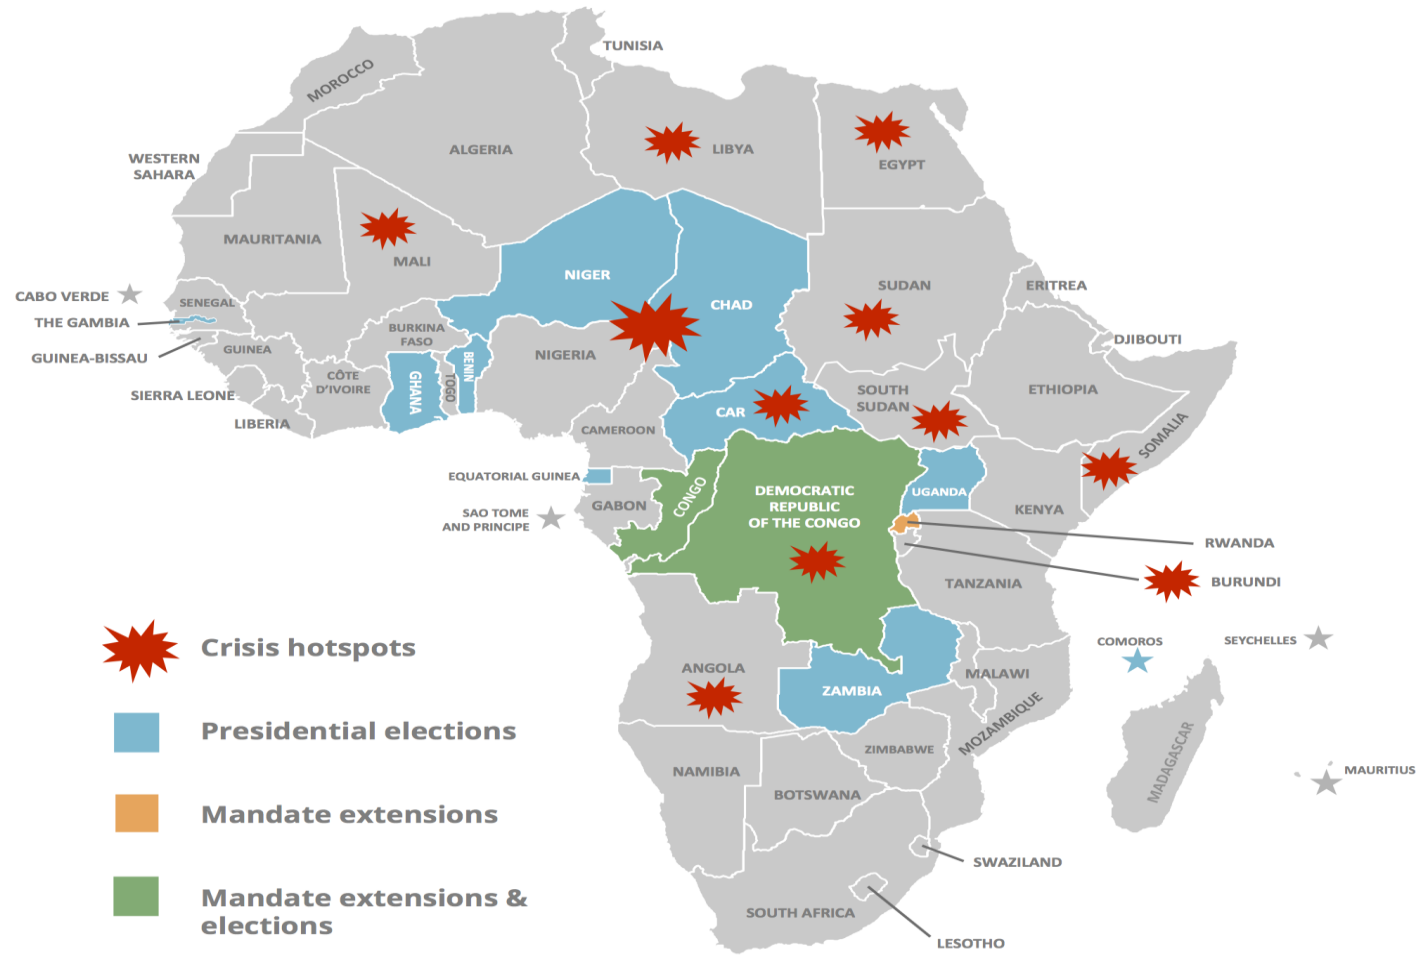 TUNISIA
MOROCCO
ALGERIA
LIBYA
EGYPT
WESTERN
SAHARA
MAURITANIA
MALI
NIGER
CHAD
SUDAN
ERITREA
CABO VERDE
SENEGAL
THE GAMBIA
BURKINA
FASO
DJIBOUTI
GUINEA-BISSAU
GUINEA
NIGERIA
BENIN
TOGO
GHANA
CÔTE
D'IVOIRE
SIERRA LEONE
LIBERIA
CAR
SOUTH
SUDAN
ETHIOPIA
SOMALIA
CAMEROON
EQUATORIAL GUINEA
GABON
CONGO
SAO TOME
AND PRINCIPE
DEMOCRATIC
REPUBLIC
OF THE CONGO
UGANDA
KENYA
RWANDA
BURUNDI
TANZANIA
COMOROS
SEYCHELLES
ANGOLA
ZAMBIA
MALAWI
MOZAMBIQUE
ZIMBABWE
MADAGASCAR
MAURITIUS
NAMIBIA
BOTSWANA
SWAZILAND
SOUTH AFRICA
LESOTHO
Crisis hotspots
Presidential elections
Mandate extensions
Mandate extensions &
elections